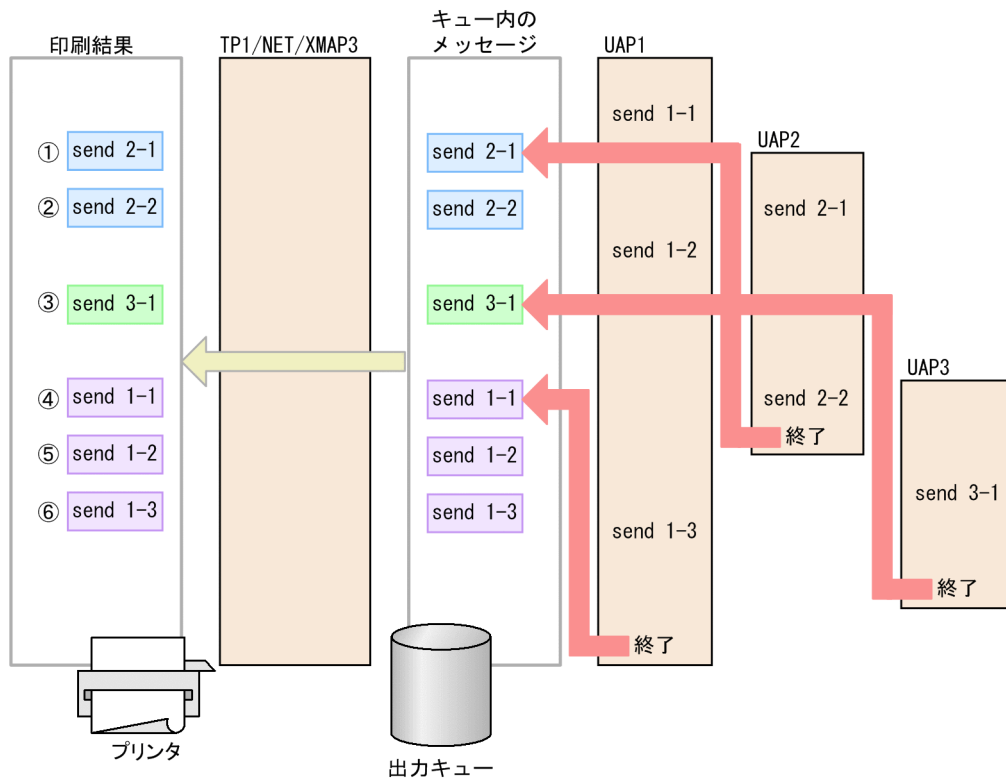 印刷結果
① send 2-1
② send 2-2
③ send 3-1
④ send 1-1
⑤ send 1-2
⑥ send 1-3
プリンタ
TP1/NET/XMAP3
キュー内の
メッセージ
send 2-1
send 2-2
send 3-1
send 1-1
send 1-2
send 1-3
出力キュー
UAP1
send 1-1
send 1-2
send 1-3
終了
UAP2
send 2-1
send 2-2
終了
UAP3
send 3-1
終了